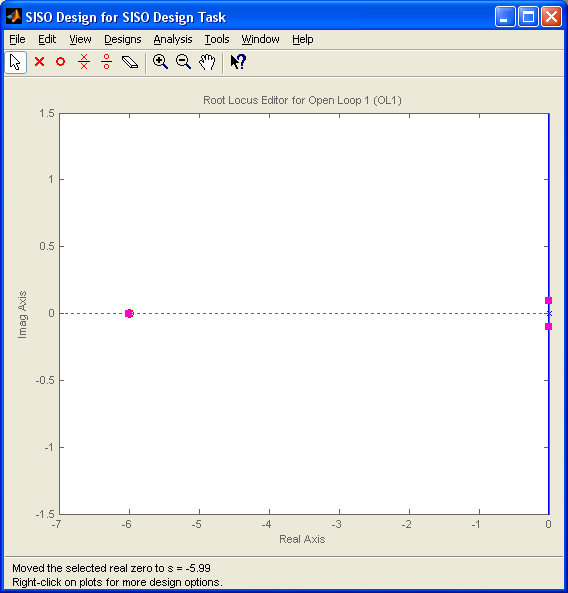 SISO Design for SISO Design Task
File Edit View Designs Analysis Tools Window Help
Root Locus Editor for Open Loop 1 (OL1)
1.5
1
0.5
0
-0.5
-1
-1.5
Imag Axis
-7 -6 -5 -4 -3 -2 -1 0
Real Axis
Moved the selected real zero to s = -5.99
Right-click on plots for more design options.